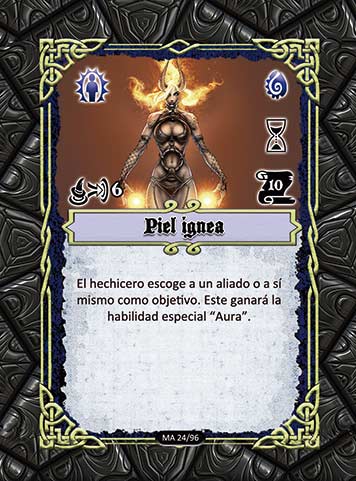 6
10
Piel ignea
El hechicero escoge a un aliado o a sí
mismo como objetivo. Este ganará la
habilidad especial “Aura”.
MA 24/96